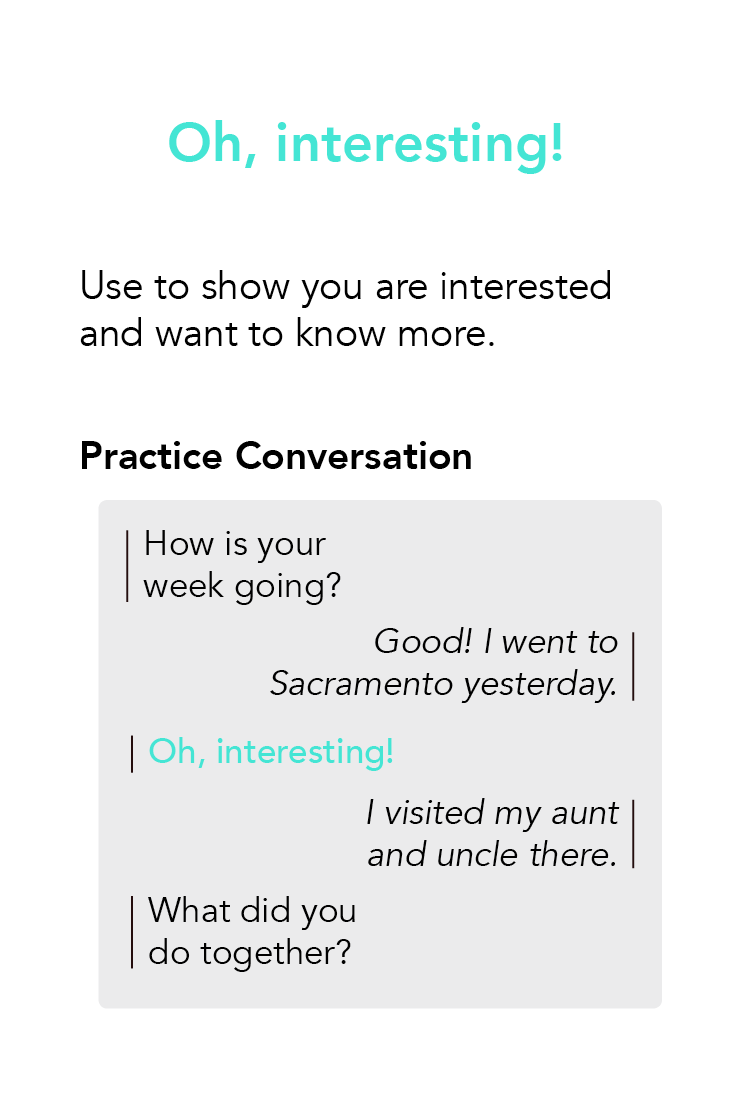 Oh, interesting!
Use to show you are interested
and want to know more.
Practice Conversation
How is your
week going?
Good! I went to
Sacramento yesterday.
Oh, interesting!
I visited my aunt
and uncle there.
What did you
do together?